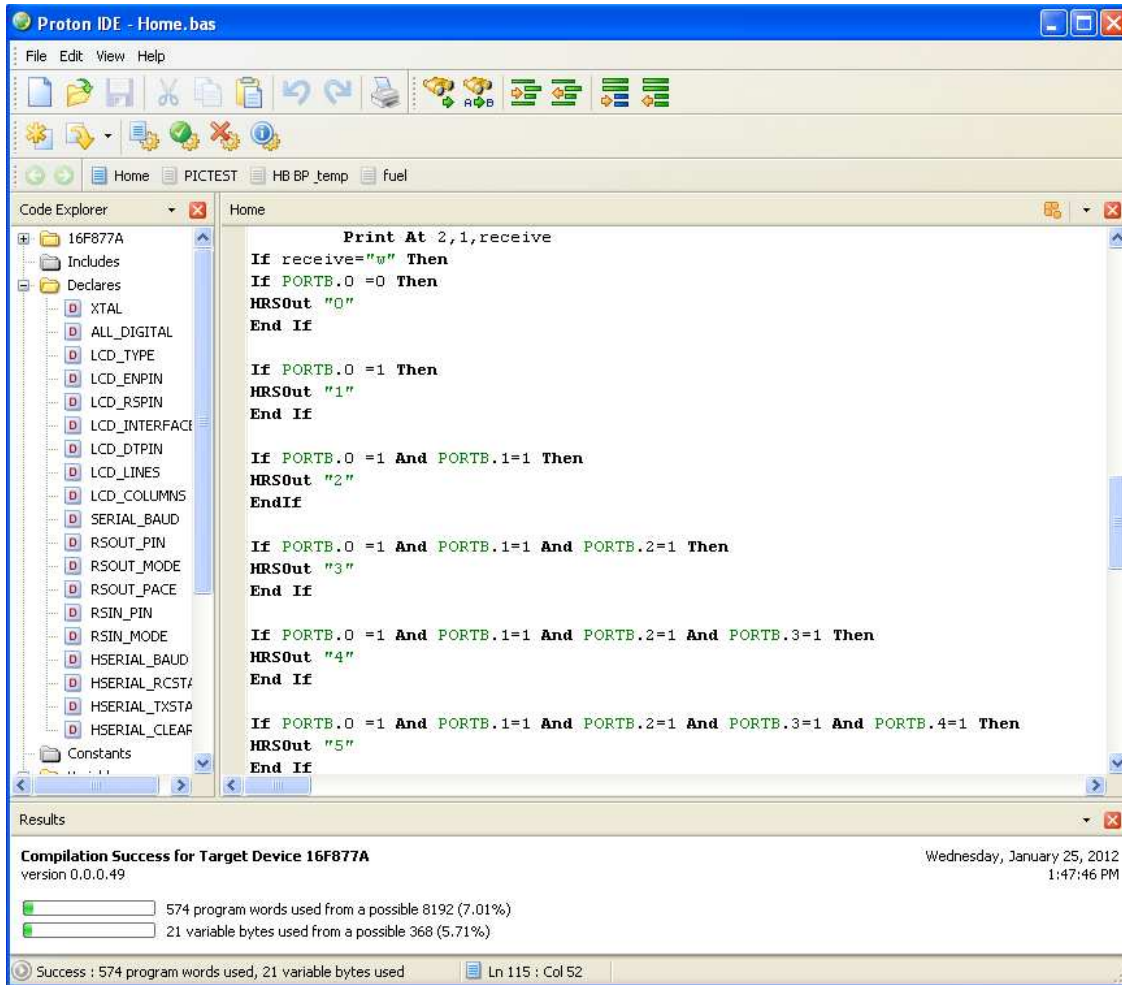 Proton IDE - Home.bas
File Edit View Help
Home PICTEST HB BP_temp fuel
Code Explorer
Home
16F877A
Includes
Declares
XTAL
ALL_DIGITAL
LCD_TYPE
LCD_ENPIN
LCD_RSPIN
LCD_INTERFACE
LCD_DTPIN
LCD_LINES
LCD_COLUMNS
SERIAL_BAUD
RSOUT_PIN
RSOUT_MODE
RSOUT_PACE
RSIN_PIN
RSIN_MODE
HSERIAL_BAUD
HSERIAL_RCSTA
HSERIAL_TXSTA
HSERIAL_CLEAR
Constants
Print At 2,1,receive
If receive="w" Then
If PORTB.0 =0 Then
HRSOut "0"
End If
If PORTB.0 =1 Then
HRSOut "1"
End If
If PORTB.0 =1 And PORTB.1=1 Then
HRSOut "2"
EndIf
If PORTB.0 =1 And PORTB.1=1 And PORTB.2=1 Then
HRSOut "3"
End If
If PORTB.0 =1 And PORTB.1=1 And PORTB.2=1 And PORTB.3=1 Then
HRSOut "4"
End If
If PORTB.0 =1 And PORTB.1=1 And PORTB.2=1 And PORTB.3=1 And PORTB.4=1 Then
HRSOut "5"
End If
Results
Compilation Success for Target Device 16F877A
version 0.0.0.49
Wednesday, January 25, 2012
1:47:46 PM
574 program words used from a possible 8192 (7.01%)
21 variable bytes used from a possible 368 (5.71%)
Success : 574 program words used, 21 variable bytes used
Ln 115 : Col 52